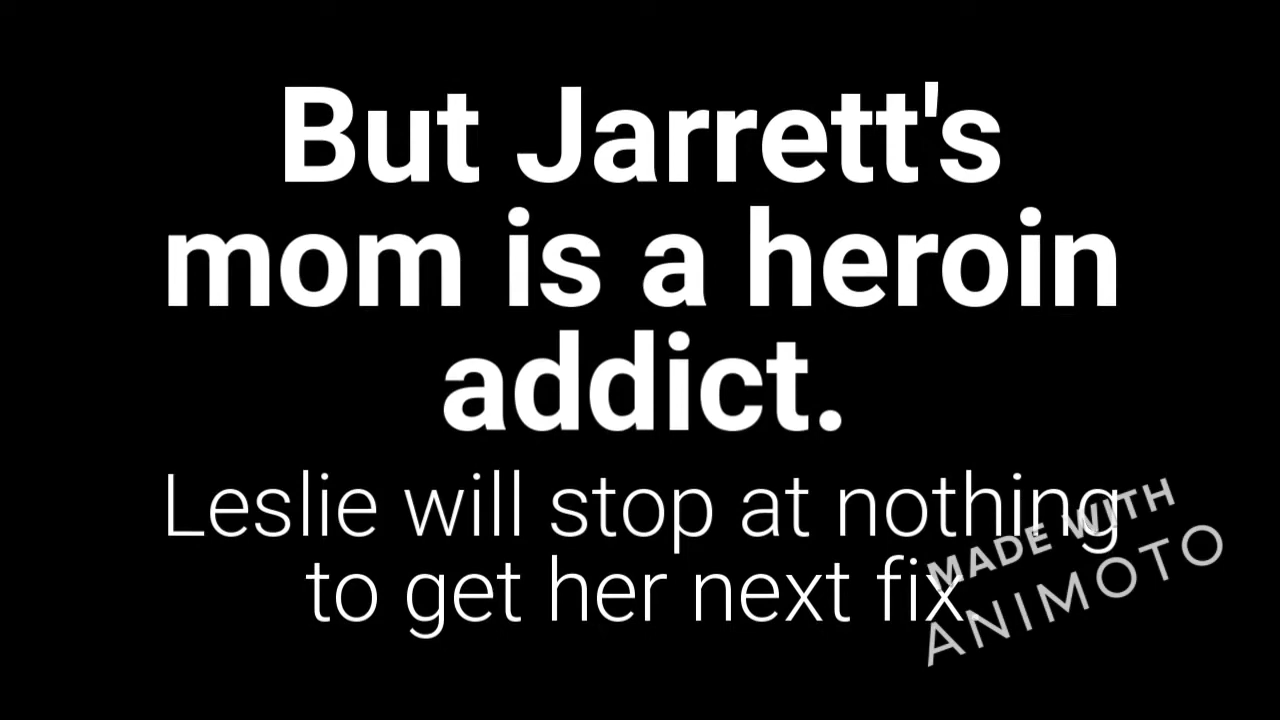 But Jarrett's
mom is a heroin
addict.
Leslie will stop at nothing
to get her next fix.
MADE WITH
ANIMOTO